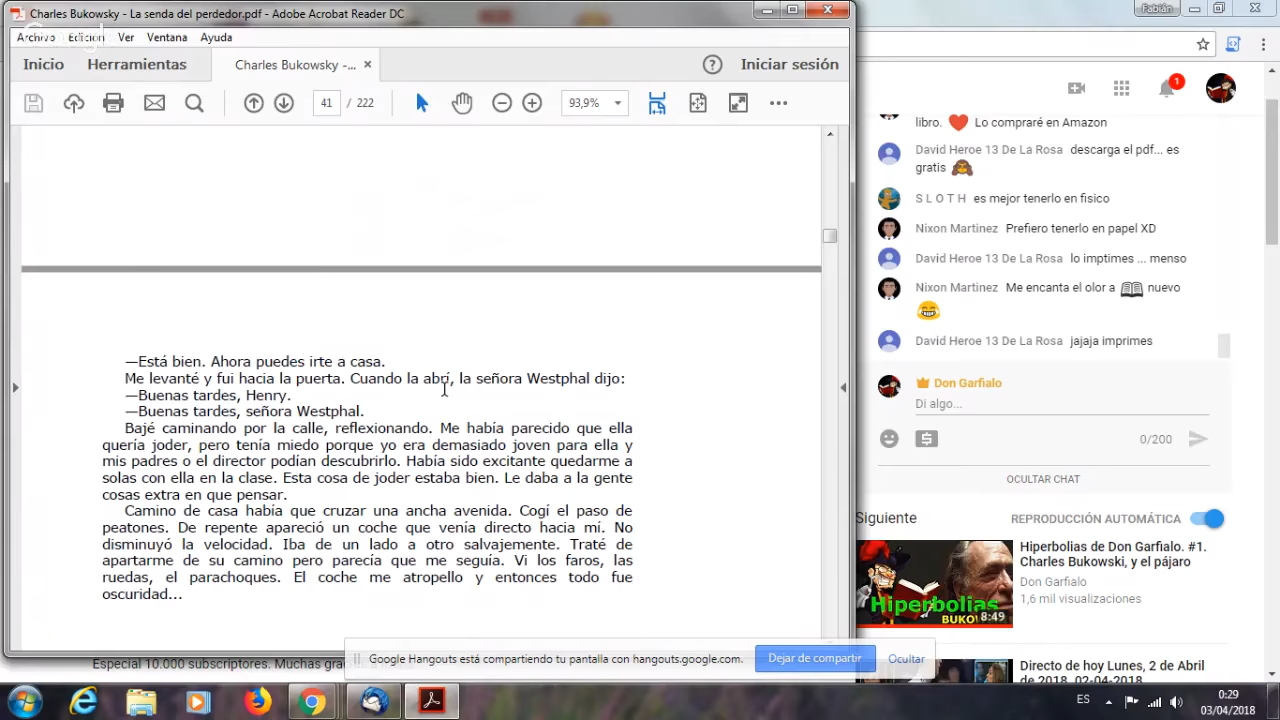 Charles Bukowsky - La senda del perdedor.pdf - Adobe Acrobat Reader DC
Google
Archivo Edición Ver Ventana Ayuda
Inicio Herramientas Charles Bukowsky -... × Iniciar sesión
41 / 222 93,9%
—Está bien. Ahora puedes irte a casa.
Me levanté y fui hacia la puerta. Cuando la abrí, la señora Westphal dijo:
—Buenas tardes, Henry.
—Buenas tardes, señora Westphal.
Bajé caminando por la calle, reflexionando. Me había parecido que ella
quería joder, pero tenía miedo porque yo era demasiado joven para ella y
mis padres o el director podían descubrirlo. Había sido excitante quedarme a
solas con ella en la clase. Esta cosa de joder estaba bien. Le daba a la gente
cosas extra en que pensar.
Camino de casa había que cruzar una ancha avenida. Cogí el paso de
peatones. De repente apareció un coche que venía directo hacia mí. No
disminuyó la velocidad. Iba de un lado a otro salvajemente. Traté de
apartarme de su camino pero parecía que me seguía. Vi los faros, las
ruedas, el parachoques. El coche me atropello y entonces todo fue
oscuridad...
Fabián
1
libro. ❤ Lo compraré en Amazon
David Heroe 13 De La Rosa descarga el pdf... es
gratis
S L O T H es mejor tenerlo en fisico
Nixon Martinez Prefiero tenerlo en papel XD
David Heroe 13 De La Rosa lo imptimes ... menso
Nixon Martinez Me encanta el olor a 📖 nuevo
😂
David Heroe 13 De La Rosa jajaja imprimes
Don Garfialo
Di algo...
0/200
OCULTAR CHAT
Siguiente REPRODUCCIÓN AUTOMÁTICA
Hiperbolias
BUKO
8:49
Hiperbolias de Don Garfialo. #1.
Charles Bukowski, y el pájaro
Don Garfialo
1,6 mil visualizaciones
Directo de hoy Lunes, 2 de Abril
de 2018. 02-04-2018
Google Hangouts está compartiendo tu pantalla con hangouts.google.com. Dejar de compartir Ocultar
Especial 10.000 suscriptores. Muchas gra
ES 0:29
03/04/2018